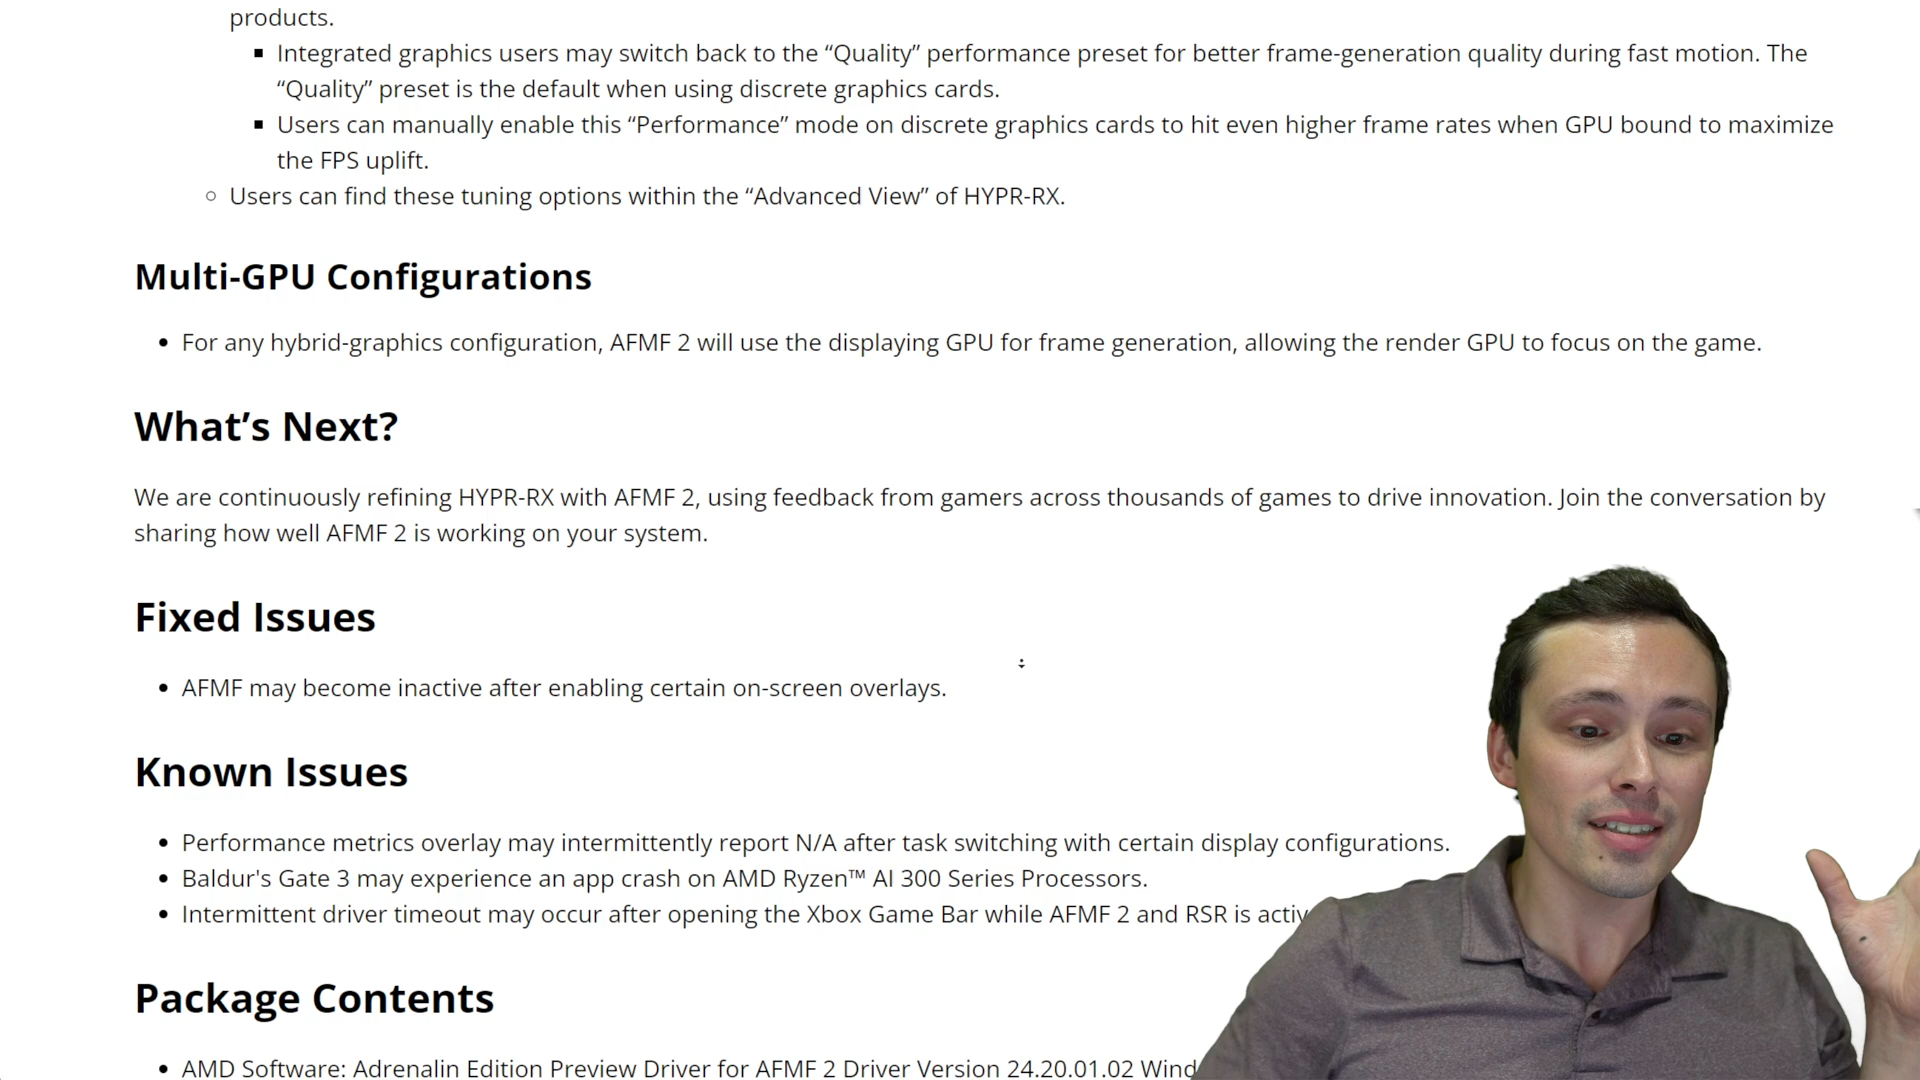 products.
▪ Integrated graphics users may switch back to the “Quality” performance preset for better frame-generation quality during fast motion. The
“Quality” preset is the default when using discrete graphics cards.
▪ Users can manually enable this “Performance” mode on discrete graphics cards to hit even higher frame rates when GPU bound to maximize
the FPS uplift.
○ Users can find these tuning options within the “Advanced View” of HYPR-RX.
Multi-GPU Configurations
• For any hybrid-graphics configuration, AFMF 2 will use the displaying GPU for frame generation, allowing the render GPU to focus on the game.
What’s Next?
We are continuously refining HYPR-RX with AFMF 2, using feedback from gamers across thousands of games to drive innovation. Join the conversation by
sharing how well AFMF 2 is working on your system.
Fixed Issues
• AFMF may become inactive after enabling certain on-screen overlays.
Known Issues
• Performance metrics overlay may intermittently report N/A after task switching with certain display configurations.
• Baldur's Gate 3 may experience an app crash on AMD Ryzen™ AI 300 Series Processors.
• Intermittent driver timeout may occur after opening the Xbox Game Bar while AFMF 2 and RSR is activ
Package Contents
• AMD Software: Adrenalin Edition Preview Driver for AFMF 2 Driver Version 24.20.01.02 Wind